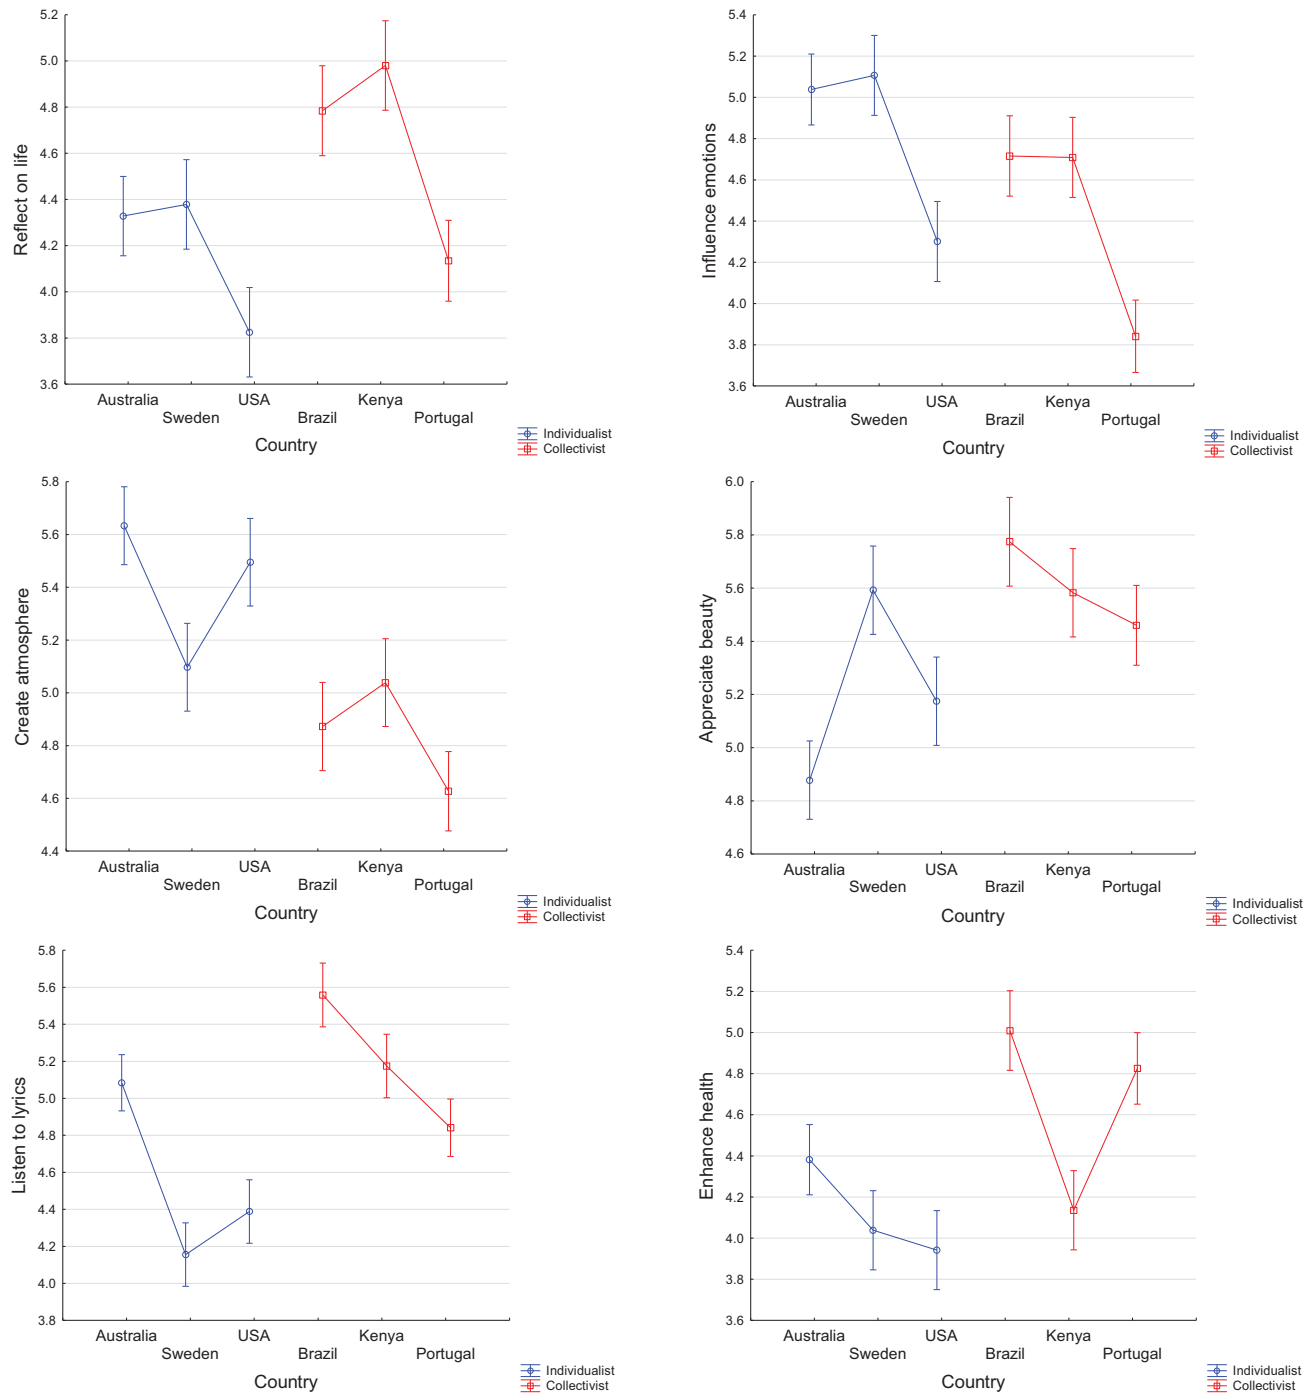 Reflect on life
5.2
5.0
4.8
4.6
4.4
4.2
4.0
3.8
3.6
Australia
Sweden
USA
Brazil
Kenya
Portugal
Country
Individualist
Collectivist
Influence emotions
5.4
5.2
5.0
4.8
4.6
4.4
4.2
4.0
3.8
3.6
Australia
Sweden
USA
Brazil
Kenya
Portugal
Country
Individualist
Collectivist
Create atmosphere
5.8
5.6
5.4
5.2
5.0
4.8
4.6
4.4
Australia
Sweden
USA
Brazil
Kenya
Portugal
Country
Individualist
Collectivist
Appreciate beauty
6.0
5.8
5.6
5.4
5.2
5.0
4.8
4.6
Australia
Sweden
USA
Brazil
Kenya
Portugal
Country
Individualist
Collectivist
Listen to lyrics
5.8
5.6
5.4
5.2
5.0
4.8
4.6
4.4
4.2
4.0
3.8
Australia
Sweden
USA
Brazil
Kenya
Portugal
Country
Individualist
Collectivist
Enhance health
5.4
5.2
5.0
4.8
4.6
4.4
4.2
4.0
3.8
3.6
Australia
Sweden
USA
Brazil
Kenya
Portugal
Country
Individualist
Collectivist